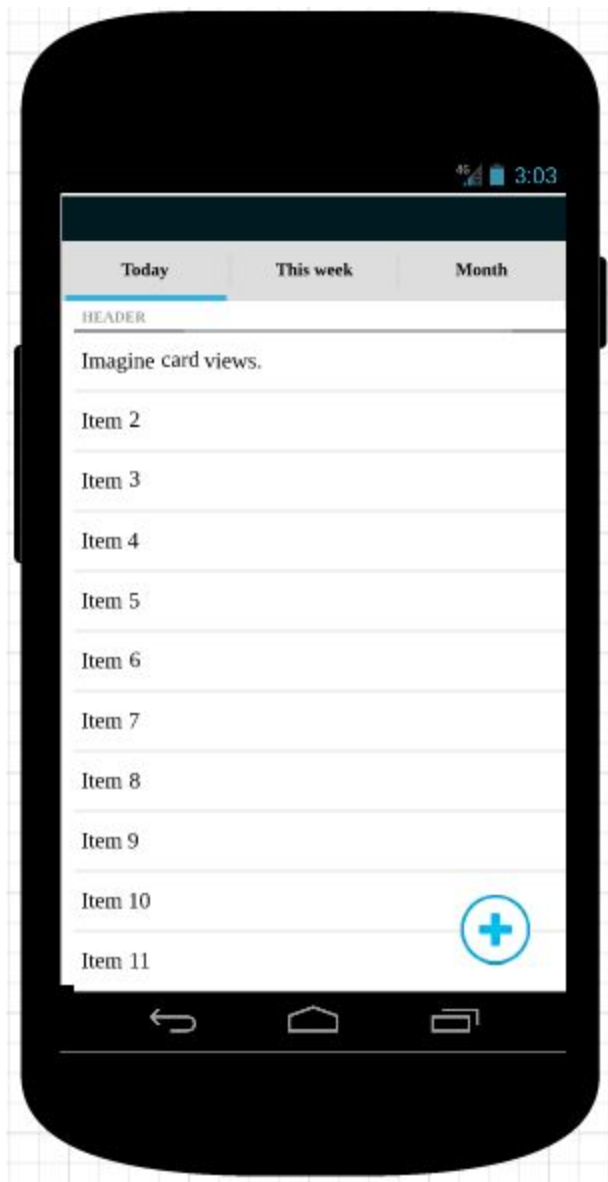 4G 3:03
Today This week Month
HEADER
Imagine card views.
Item 2
Item 3
Item 4
Item 5
Item 6
Item 7
Item 8
Item 9
Item 10
Item 11